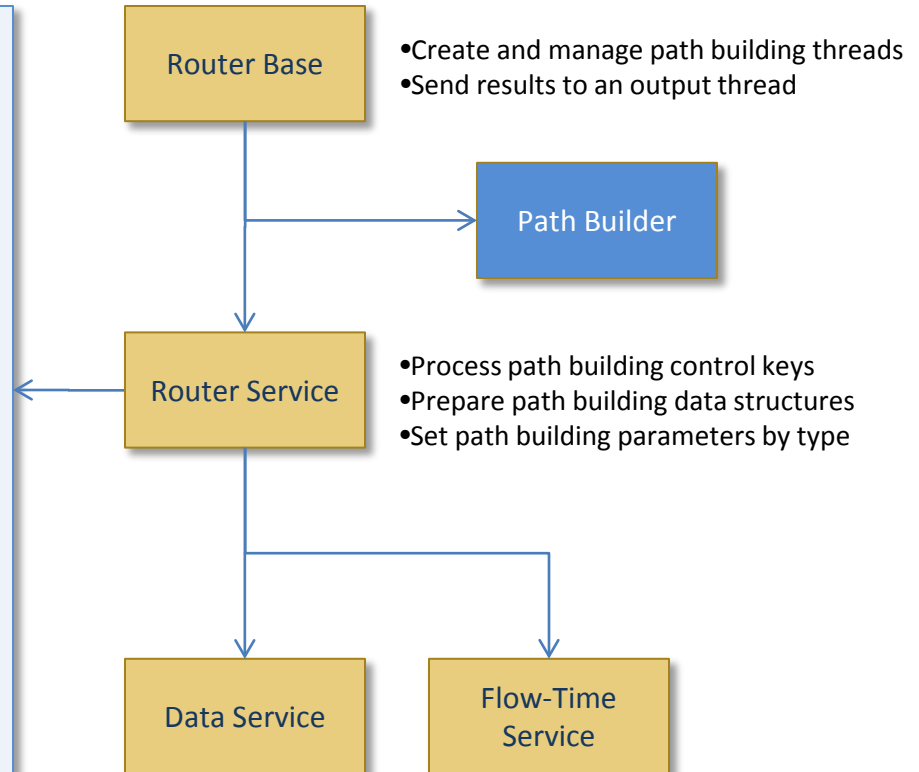 Router Base
•Create and manage path building threads
•Send results to an output thread
Path Builder
Router Service
•Process path building control keys
•Prepare path building data structures
•Set path building parameters by type
Data Service
Flow-Time
Service